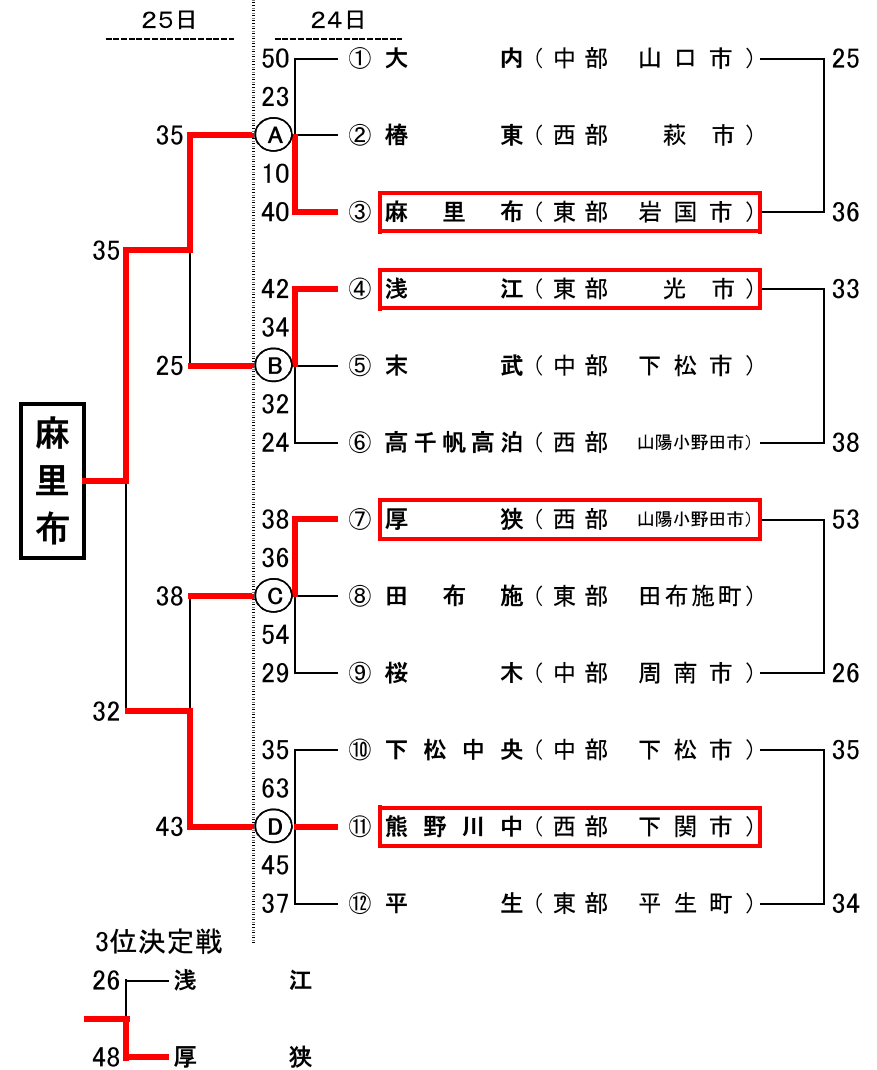 25日 24日
50 ① 大内(中部 山口市) 25
23
35 A ② 椿東(西部 萩市)
10
40 ③ 麻里布(東部 岩国市) 36
35
42 ④ 浅江(東部 光市) 33
34
25 B ⑤ 末武(中部 下松市)
32
24 ⑥ 高千帆高泊(西部 山陽小野田市) 38
麻里布
38 ⑦ 厚狭(西部 山陽小野田市) 53
36
38 C ⑧ 田布施(東部 田布施町)
54
29 ⑨ 桜木(中部 周南市) 26
32
35 ⑩ 下松中央(中部 下松市) 35
63
43 D ⑪ 熊野川中(西部 下関市)
45
37 ⑫ 平生(東部 平生町) 34
3位決定戦
26 浅江
48 厚狭